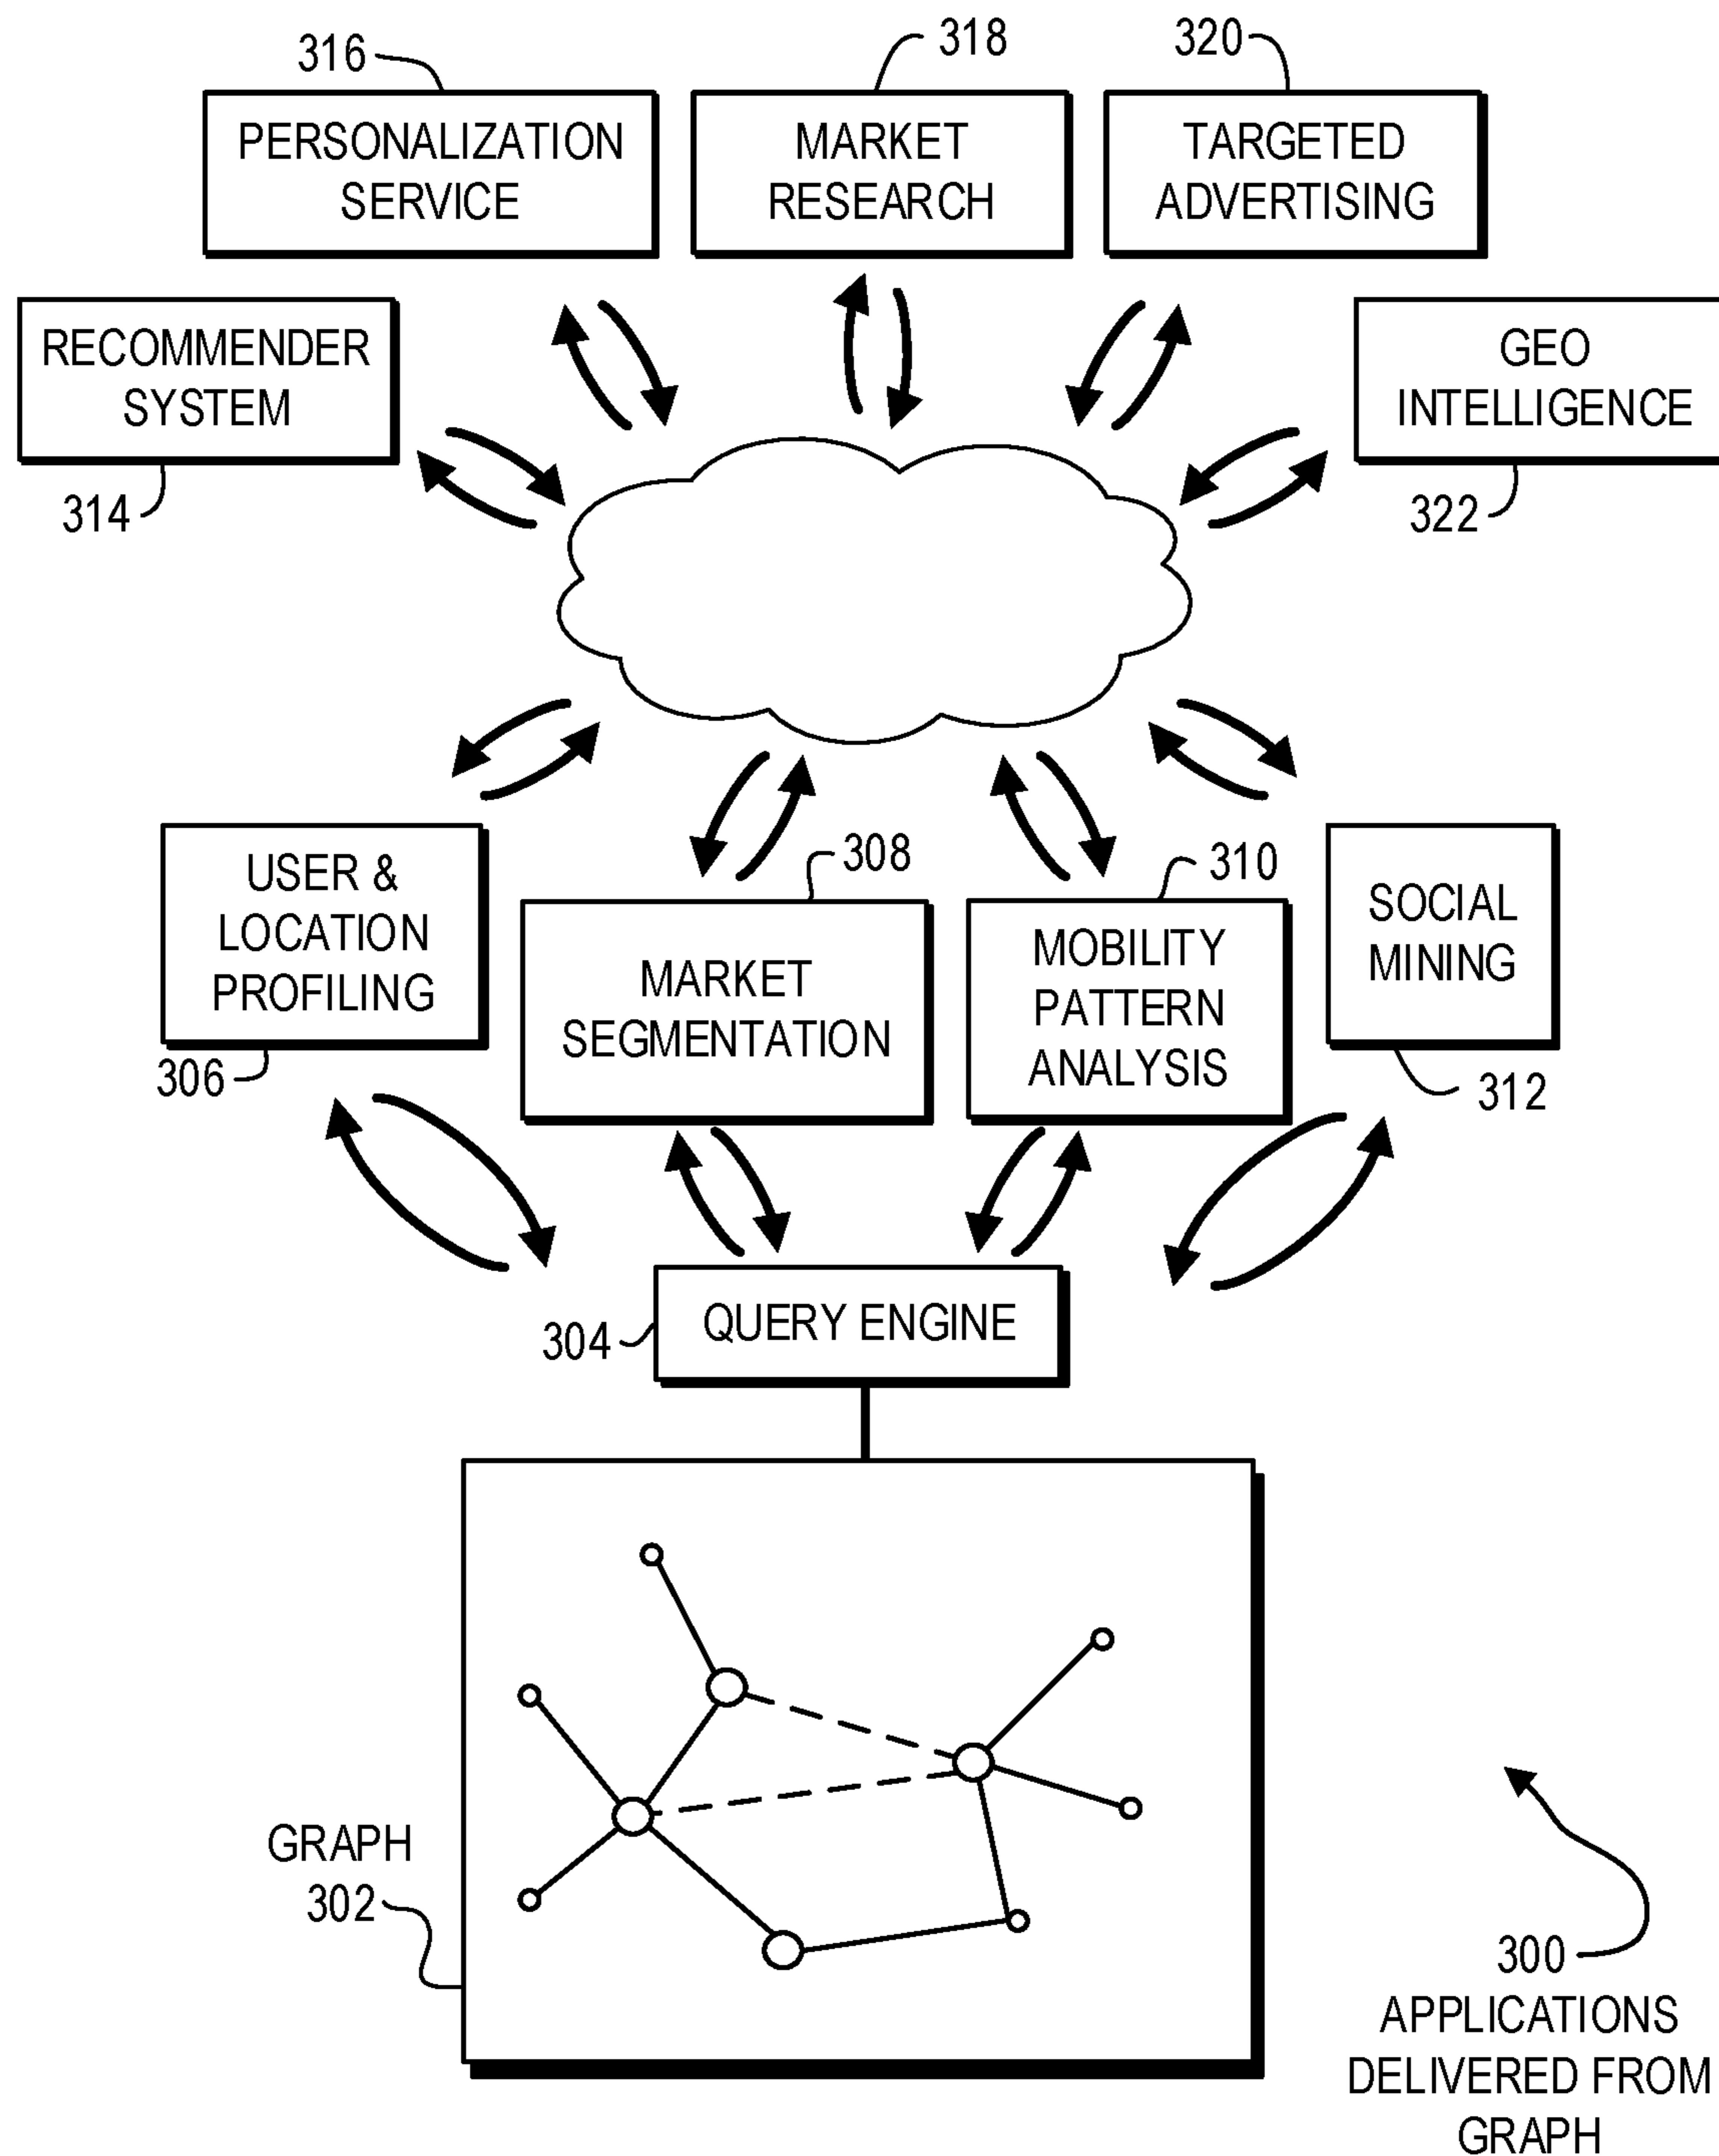 316
318
320
PERSONALIZATION
SERVICE
MARKET
RESEARCH
TARGETED
ADVERTISING
RECOMMENDER
SYSTEM
314
GEO
INTELLIGENCE
322
USER &
LOCATION
PROFILING
306
308
MARKET
SEGMENTATION
310
MOBILITY
PATTERN
ANALYSIS
SOCIAL
MINING
312
304
QUERY ENGINE
GRAPH
302
300
APPLICATIONS
DELIVERED FROM
GRAPH